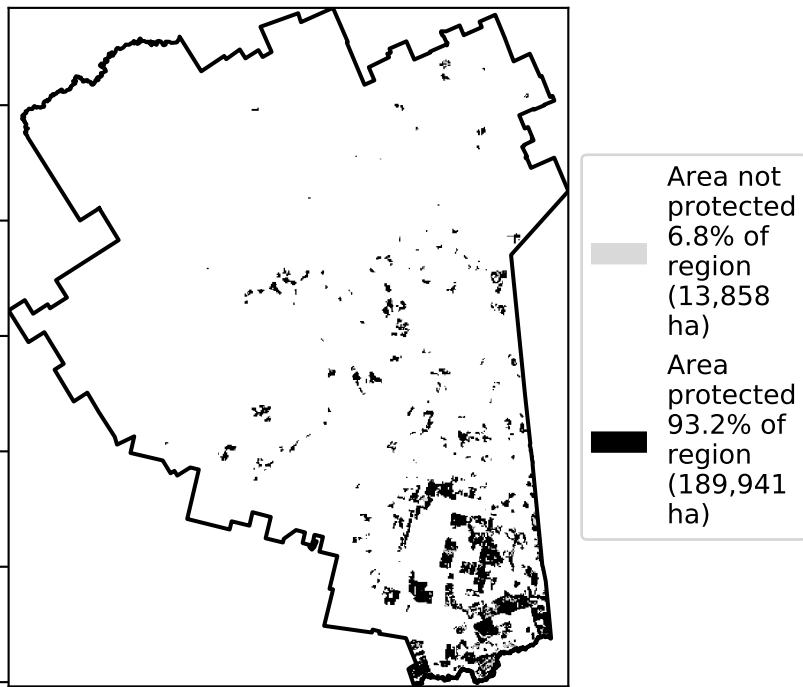 Area not
protected
6.8% of
region
(13,858
ha)
Area
protected
93.2% of
region
(189,941
ha)